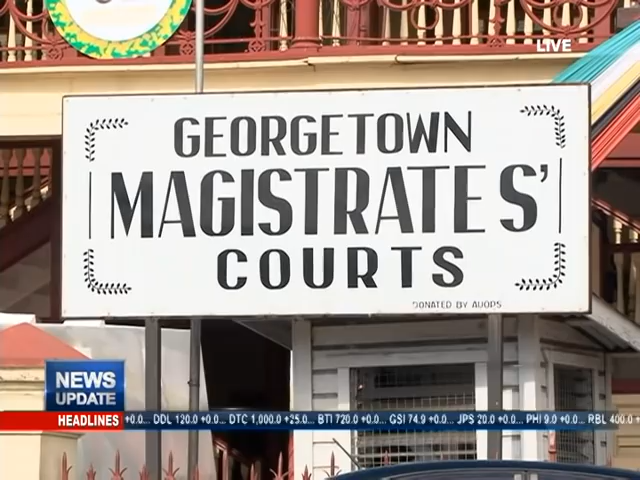 LIVE
GEORGETOWN
MAGISTRATES'
COURTS
DONATED BY AUOPS
NEWS
UPDATE
HEADLINES +0.0... DDL 120.0 +0.0... DTC 1,000.0 +25.0... BTI 720.0 +0.0... GSI 74.9 +0.0... JPS 20.0 +0.0... PHI 9.0 +0.0... RBL 400.0 +